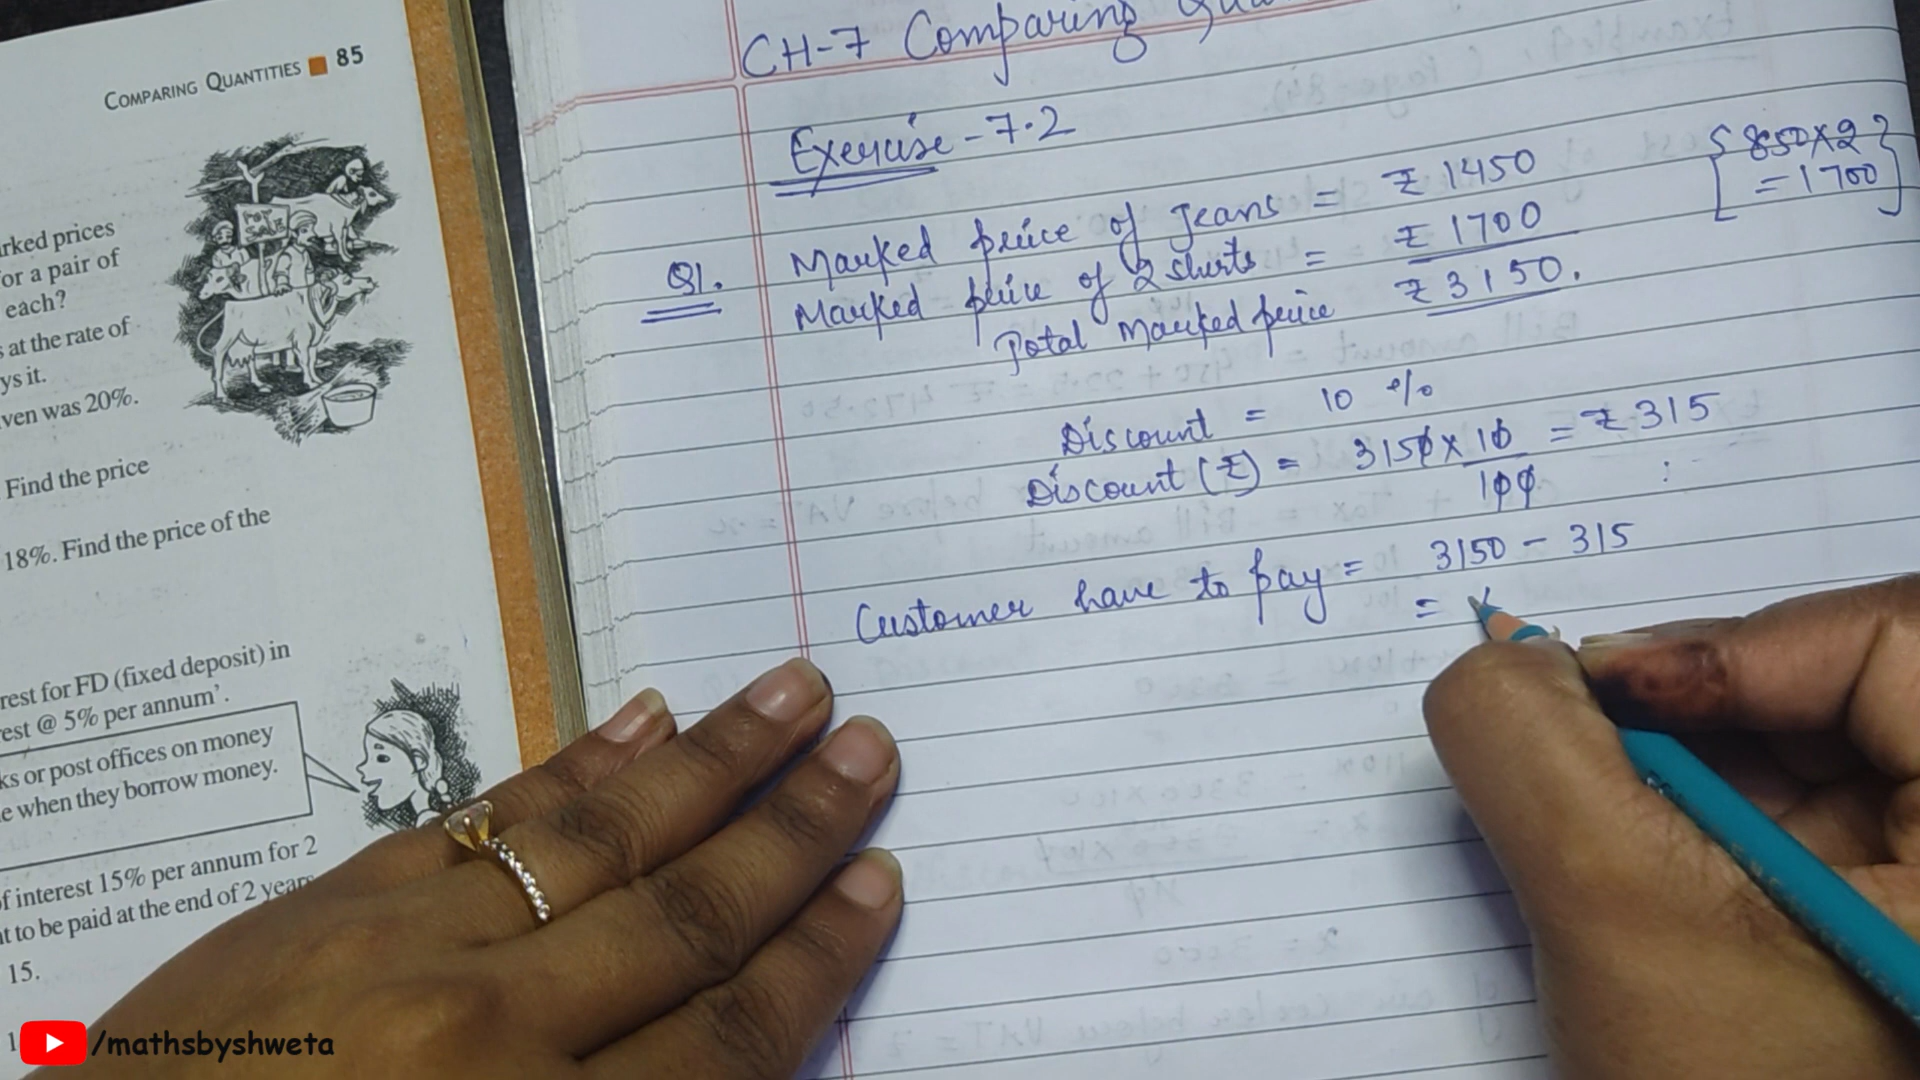 COMPARING QUANTITIES 85
rked prices
or a pair of
each?
at the rate of
ys it.
ven was 20%.
Find the price
18%. Find the price of the
FOR SALE
rest for FD (fixed deposit) in
est @ 5% per annum'.
ks or post offices on money
e when they borrow money.
f interest 15% per annum for 2
t to be paid at the end of 2 years
15.
/mathsbyshweta
CH-7 Comparing Qua
Exercise - 7.2
Q1. Marked price of Jeans = ₹ 1450
{ 850×2 }
[ = 1700 ]
Marked price of 2 shirts = ₹ 1700
Total Marked price ₹ 3150.
Discount = 10 %
Discount (₹) = 3150 × 10 = ₹ 315
100
Customer have to pay = 3150 - 315
=